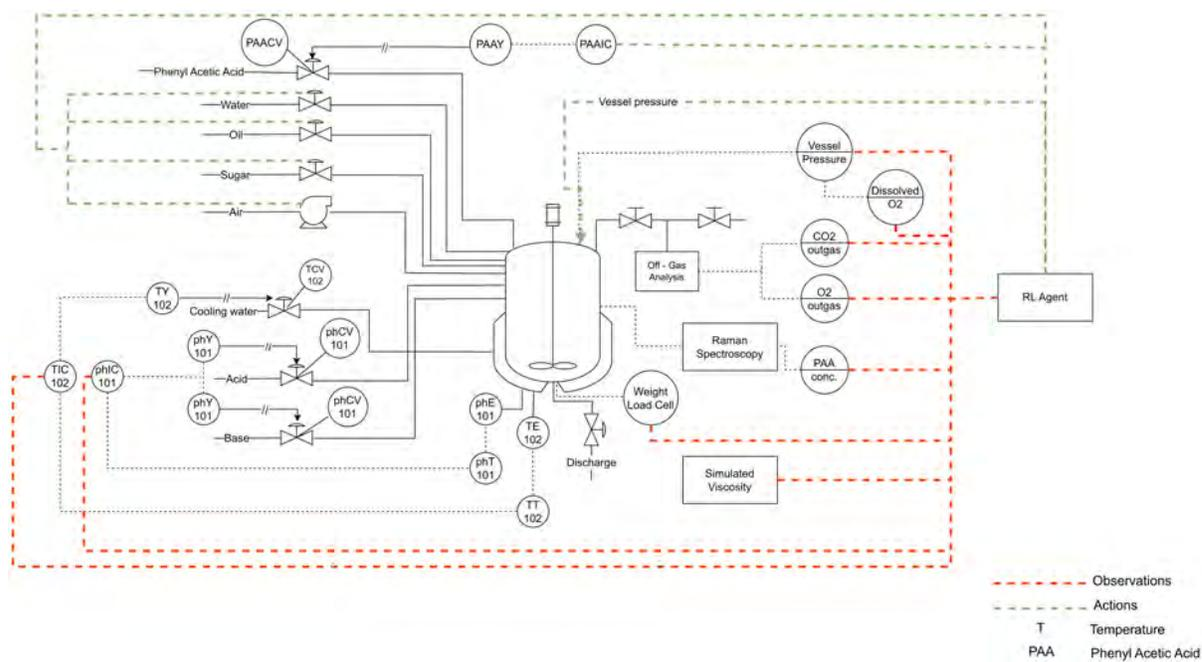 PAACV
PAAY
PAAIC
Phenyl Acetic Acid
Water
Vessel pressure
Oil
Vessel
Pressure
Sugar
Dissolved
O2
Air
CO2
outgas
Off - Gas
Analysis
TCV
102
TY
102
O2
outgas
RL Agent
Cooling water
phY
101
phCV
101
Raman
Spectroscopy
TIC
102
phIC
101
PAA
conc.
Acid
Weight
Load Cell
phY
101
phCV
101
phE
101
TE
102
Base
Discharge
phT
101
Simulated
Viscosity
TT
102
Observations
Actions
T Temperature
PAA Phenyl Acetic Acid